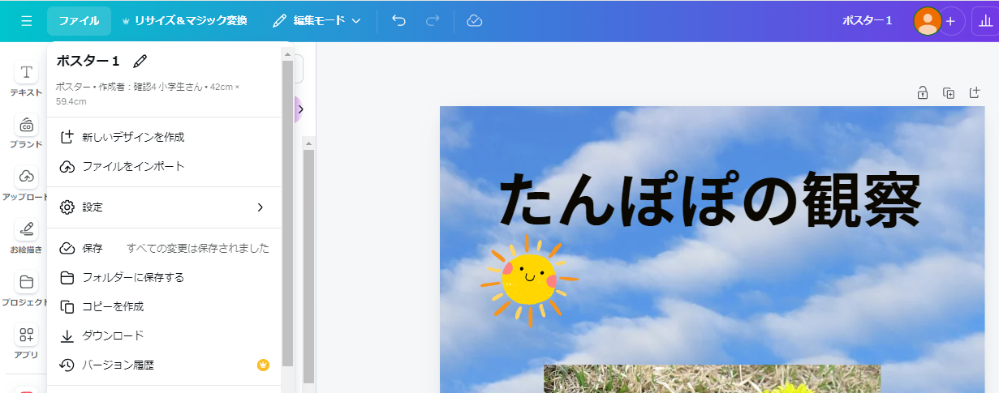 ファイル
リサイズ＆マジック変換
編集モード
ポスター１
テキスト
ブランド
アップロード
お絵描き
プロジェクト
アプリ
ポスター１
ポスター • 作成者：確認4 小学生さん • 42cm ×
59.4cm
新しいデザインを作成
ファイルをインポート
設定
保存 すべての変更は保存されました
フォルダーに保存する
コピーを作成
ダウンロード
バージョン履歴
たんぽぽの観察